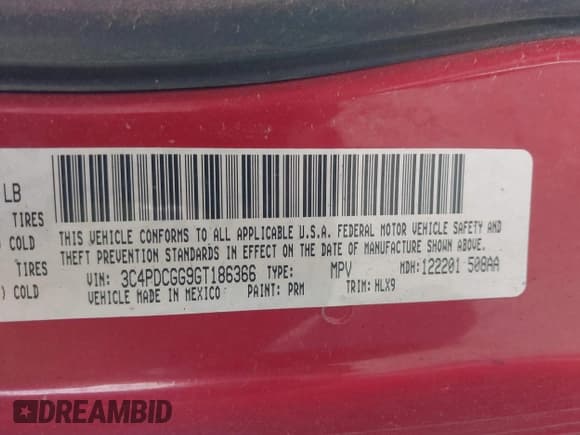 LB
TIRES
) COLD
TIRES
) COLD
THIS VEHICLE CONFORMS TO ALL APPLICABLE U.S.A. FEDERAL MOTOR VEHICLE SAFETY AND
THEFT PREVENTION STANDARDS IN EFFECT ON THE DATE OF MANUFACTURE SHOWN ABOVE.
VIN: 3C4PDCGG9GT186366 TYPE: MPV MDH:122201 508AA
VEHICLE MADE IN MEXICO PAINT: PRM TRIM: HLX9
DREAMBID